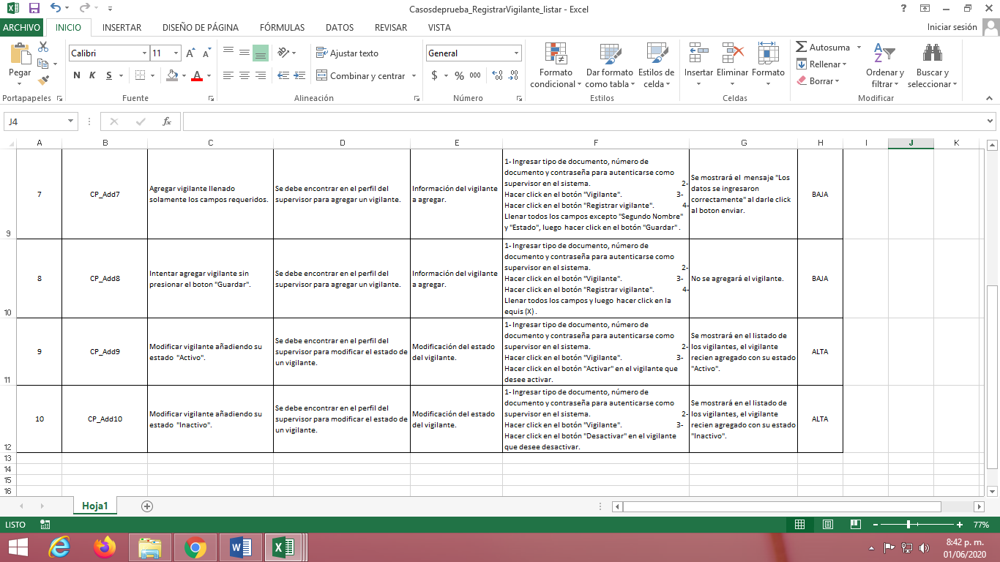 Casosdeprueba_RegistrarVigilante_listar - Excel
ARCHIVO INICIO INSERTAR DISEÑO DE PÁGINA FÓRMULAS DATOS REVISAR VISTA Iniciar sesión
Pegar
Calibri 11
N K S
Ajustar texto
Combinar y centrar
General
$ % 000
Formato condicional
Dar formato como tabla
Estilos de celda
Insertar Eliminar Formato
Autosuma
Rellenar
Borrar
Ordenar y filtrar
Buscar y seleccionar
Portapapeles Fuente Alineación Número Estilos Celdas Modificar
J4
A B C D E F G H I J K
9
7
CP_Add7
Agregar vigilante llenado
solamente los campos requeridos.
Se debe encontrar en el perfil del
supervisor para agregar un vigilante.
Información del vigilante
a agregar.
1- Ingresar tipo de documento, número de
documento y contraseña para autenticarse como
supervisor en el sistema. 2-
Hacer click en el botón "Vigilante". 3-
Hacer click en el botón "Registrar vigilante". 4-
Llenar todos los campos excepto "Segundo Nombre"
y "Estado", luego hacer click en el botón "Guardar" .
Se mostrará el mensaje "Los
datos se ingresaron
correctamente" al darle click
al boton enviar.
BAJA
10
8
CP_Add8
Intentar agregar vigilante sin
presionar el boton "Guardar".
Se debe encontrar en el perfil del
supervisor para agregar un vigilante.
Información del vigilante
a agregar.
1- Ingresar tipo de documento, número de
documento y contraseña para autenticarse como
supervisor en el sistema. 2-
Hacer click en el botón "Vigilante". 3-
Hacer click en el botón "Registrar vigilante". 4-
Llenar todos los campos y luego hacer click en la
equis (X) .
No se agregará el vigilante.
BAJA
11
9
CP_Add9
Modificar vigilante añadiendo su
estado "Activo".
Se debe encontrar en el perfil del
supervisor para modificar el estado de
un vigilante.
Modificación del estado
del vigilante.
1- Ingresar tipo de documento, número de
documento y contraseña para autenticarse como
supervisor en el sistema. 2-
Hacer click en el botón "Vigilante". 3-
Hacer click en el botón "Activar" en el vigilante que
desee activar.
Se mostrará en el listado de
los vigilantes, el vigilante
recien agregado con su estado
"Activo".
ALTA
12
10
CP_Add10
Modificar vigilante añadiendo su
estado "Inactivo".
Se debe encontrar en el perfil del
supervisor para modificar el estado de
un vigilante.
Modificación del estado
del vigilante.
1- Ingresar tipo de documento, número de
documento y contraseña para autenticarse como
supervisor en el sistema. 2-
Hacer click en el botón "Vigilante". 3-
Hacer click en el botón "Desactivar" en el vigilante
que desee desactivar.
Se mostrará en el listado de
los vigilantes, el vigilante
recien agregado con su estado
"Inactivo".
ALTA
13
14
15
16
Hoja1
LISTO 77%
8:42 p. m.
01/06/2020